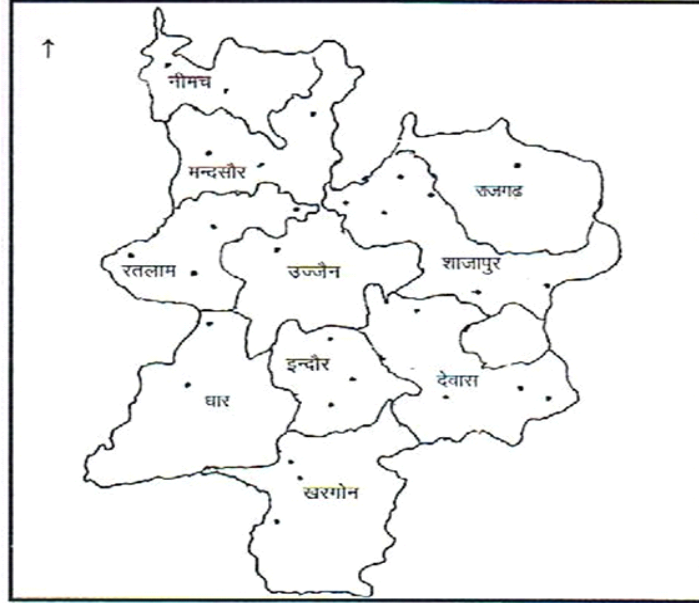 नीमच
मन्दसौर
राजगढ
रतलाम
उज्जैन
शाजापुर
इन्दौर
देवास
धार
खरगोन